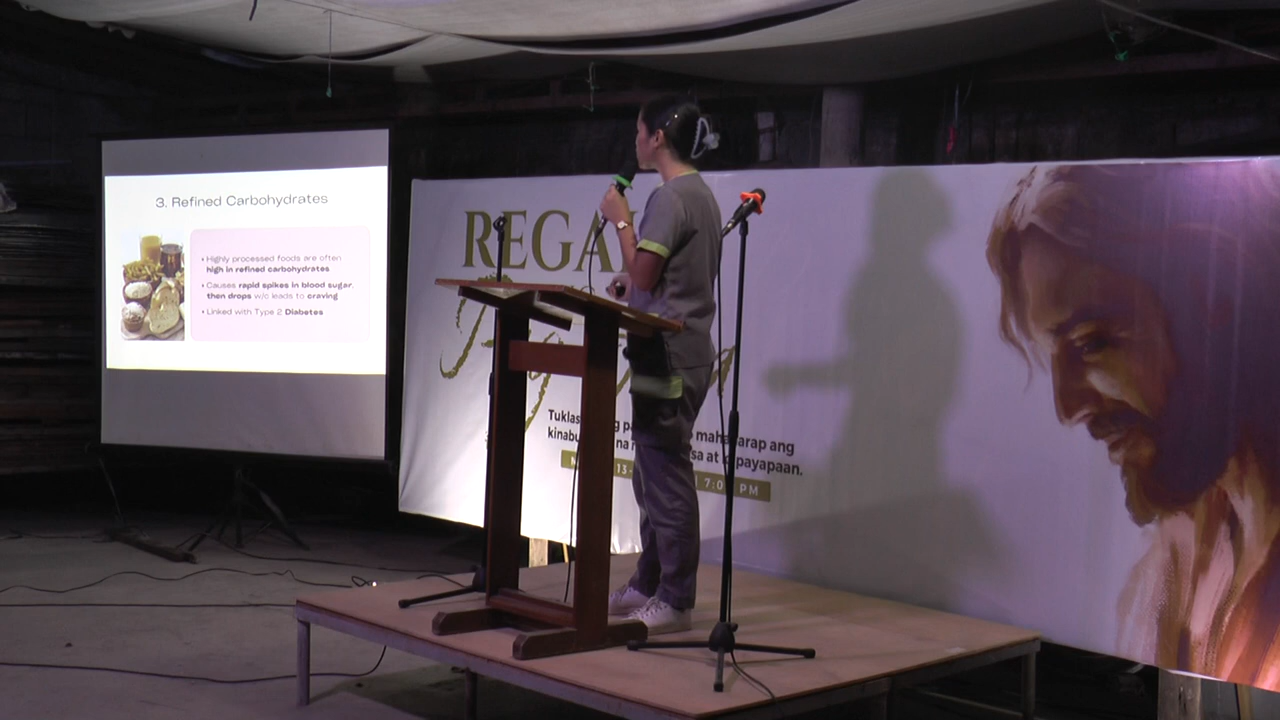 3. Refined Carbohydrates
• Highly processed foods are often
high in refined carbohydrates
• Causes rapid spikes in blood sugar,
then drops w/c leads to craving
• Linked with Type 2 Diabetes
REGA
Tuklas
ang
kinabu na sa at
payapaan.
13-
7:0 PM